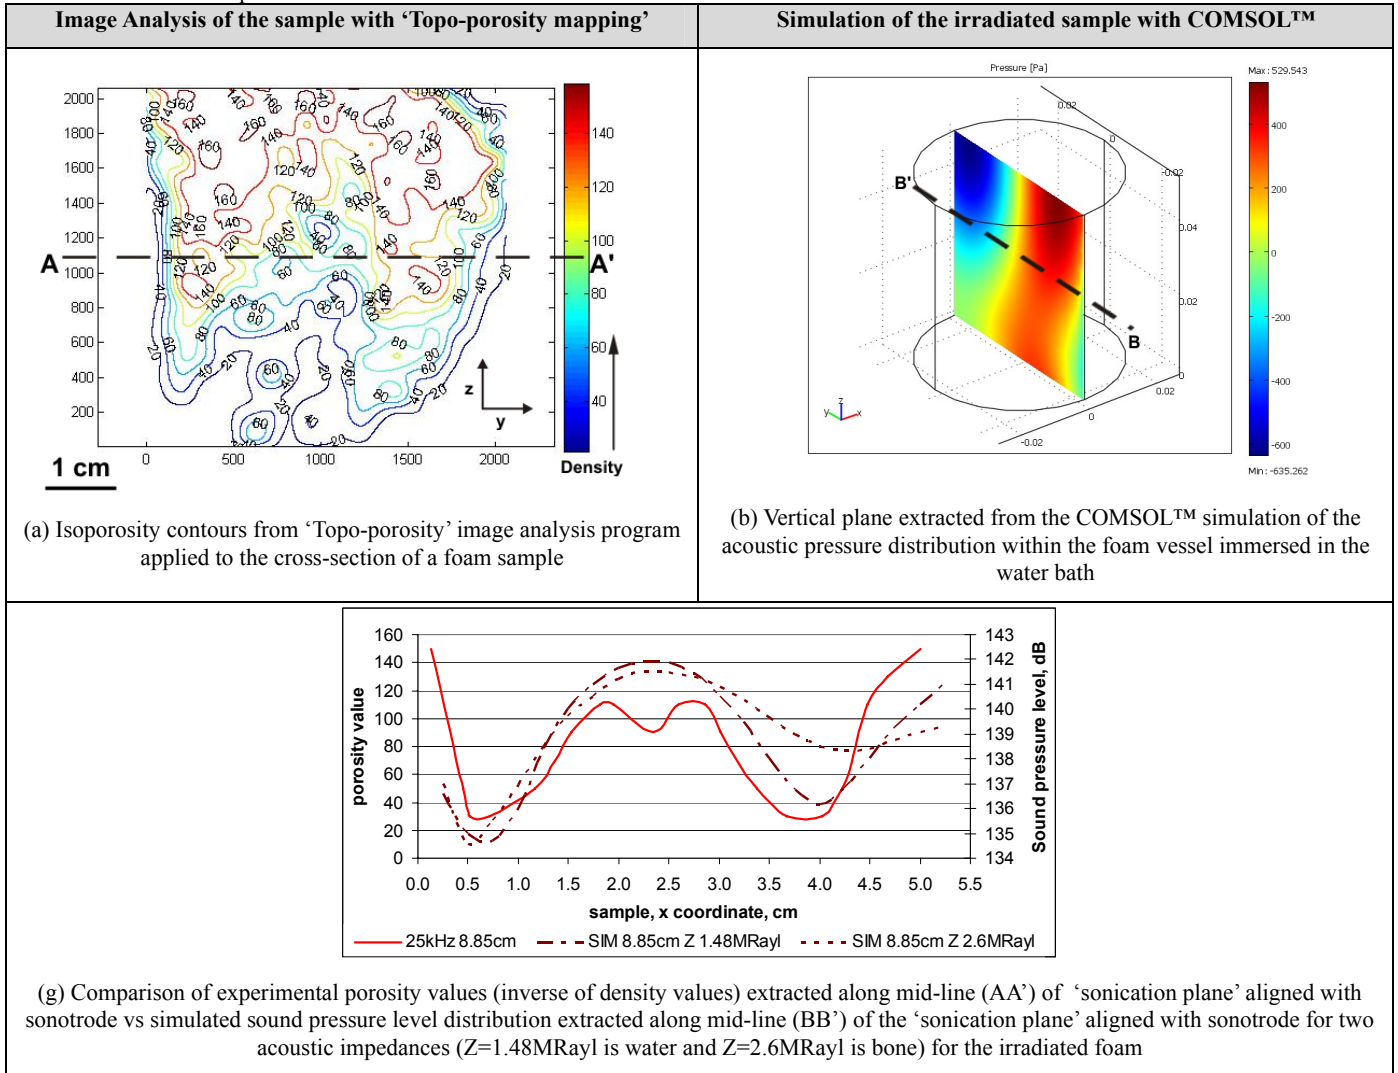 Image Analysis of the sample with ‘Topo-porosity mapping’
Simulation of the irradiated sample with COMSOL™
2000
1800
1600
1400
1200
1000
800
600
400
200
0
500
1000
1500
2000
A
A'
z
y
140
120
100
80
60
40
Density
1 cm
(a) Isoporosity contours from ‘Topo-porosity’ image analysis program
applied to the cross-section of a foam sample
Pressure [Pa]
Max: 529.543
400
200
0
-200
-400
-600
Min: -635.262
0.02
0
-0.02
0.04
0.02
0
0.02
0
-0.02
B'
B
z
y
x
(b) Vertical plane extracted from the COMSOL™ simulation of the
acoustic pressure distribution within the foam vessel immersed in the
water bath
porosity value
160
140
120
100
80
60
40
20
0
143
142
141
140
139
138
137
136
135
134
Sound pressure level, dB
0.0 0.5 1.0 1.5 2.0 2.5 3.0 3.5 4.0 4.5 5.0 5.5
sample, x coordinate, cm
25kHz 8.85cm SIM 8.85cm Z 1.48MRayl SIM 8.85cm Z 2.6MRayl
(g) Comparison of experimental porosity values (inverse of density values) extracted along mid-line (AA’) of ‘sonication plane’ aligned with
sonotrode vs simulated sound pressure level distribution extracted along mid-line (BB’) of the ‘sonication plane’ aligned with sonotrode for two
acoustic impedances (Z=1.48MRayl is water and Z=2.6MRayl is bone) for the irradiated foam